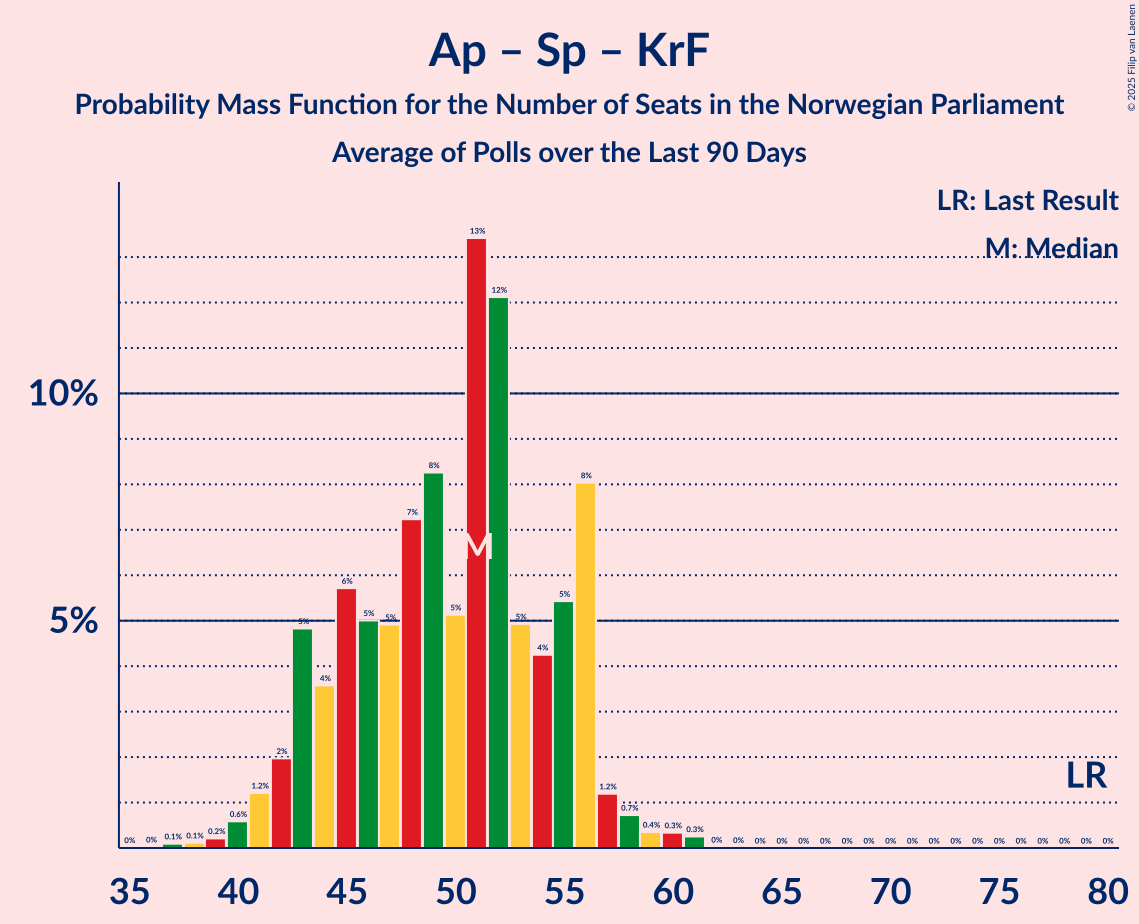 Ap – Sp – KrF
Probability Mass Function for the Number of Seats in the Norwegian Parliament
Average of Polls over the Last 90 Days
© 2025 Filip van Laenen
LR: Last Result
M: Median
10%
5%
0% 0% 0.1% 0.1% 0.2% 0.6% 1.2% 2% 5% 4% 6% 5% 5% 7% 8% 5% 13% 12% 5% 4% 5% 8% 1.2% 0.7% 0.4% 0.3% 0.3% 0% 0% 0% 0% 0% 0% 0% 0% 0% 0% 0% 0% 0% 0% 0% 0% 0% 0% 0%
M
LR
35 40 45 50 55 60 65 70 75 80